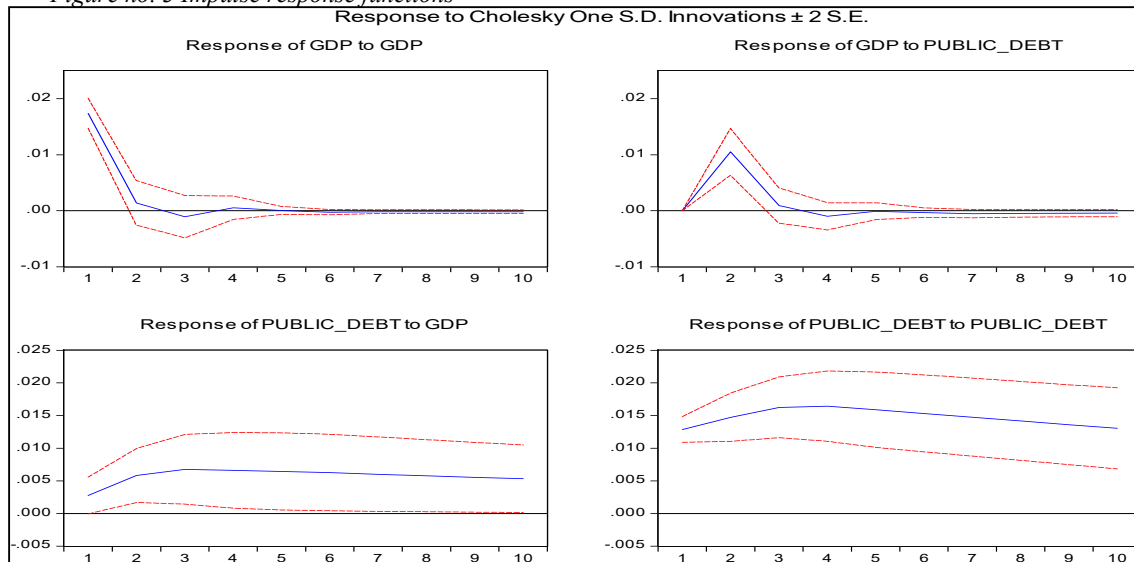 Figure no. 3 Impulse response functions
Response to Cholesky One S.D. Innovations ± 2 S.E.
Response of GDP to GDP
.02
.01
.00
-.01
1 2 3 4 5 6 7 8 9 10
Response of GDP to PUBLIC_DEBT
.02
.01
.00
-.01
1 2 3 4 5 6 7 8 9 10
Response of PUBLIC_DEBT to GDP
.025
.020
.015
.010
.005
.000
-.005
1 2 3 4 5 6 7 8 9 10
Response of PUBLIC_DEBT to PUBLIC_DEBT
.025
.020
.015
.010
.005
.000
-.005
1 2 3 4 5 6 7 8 9 10